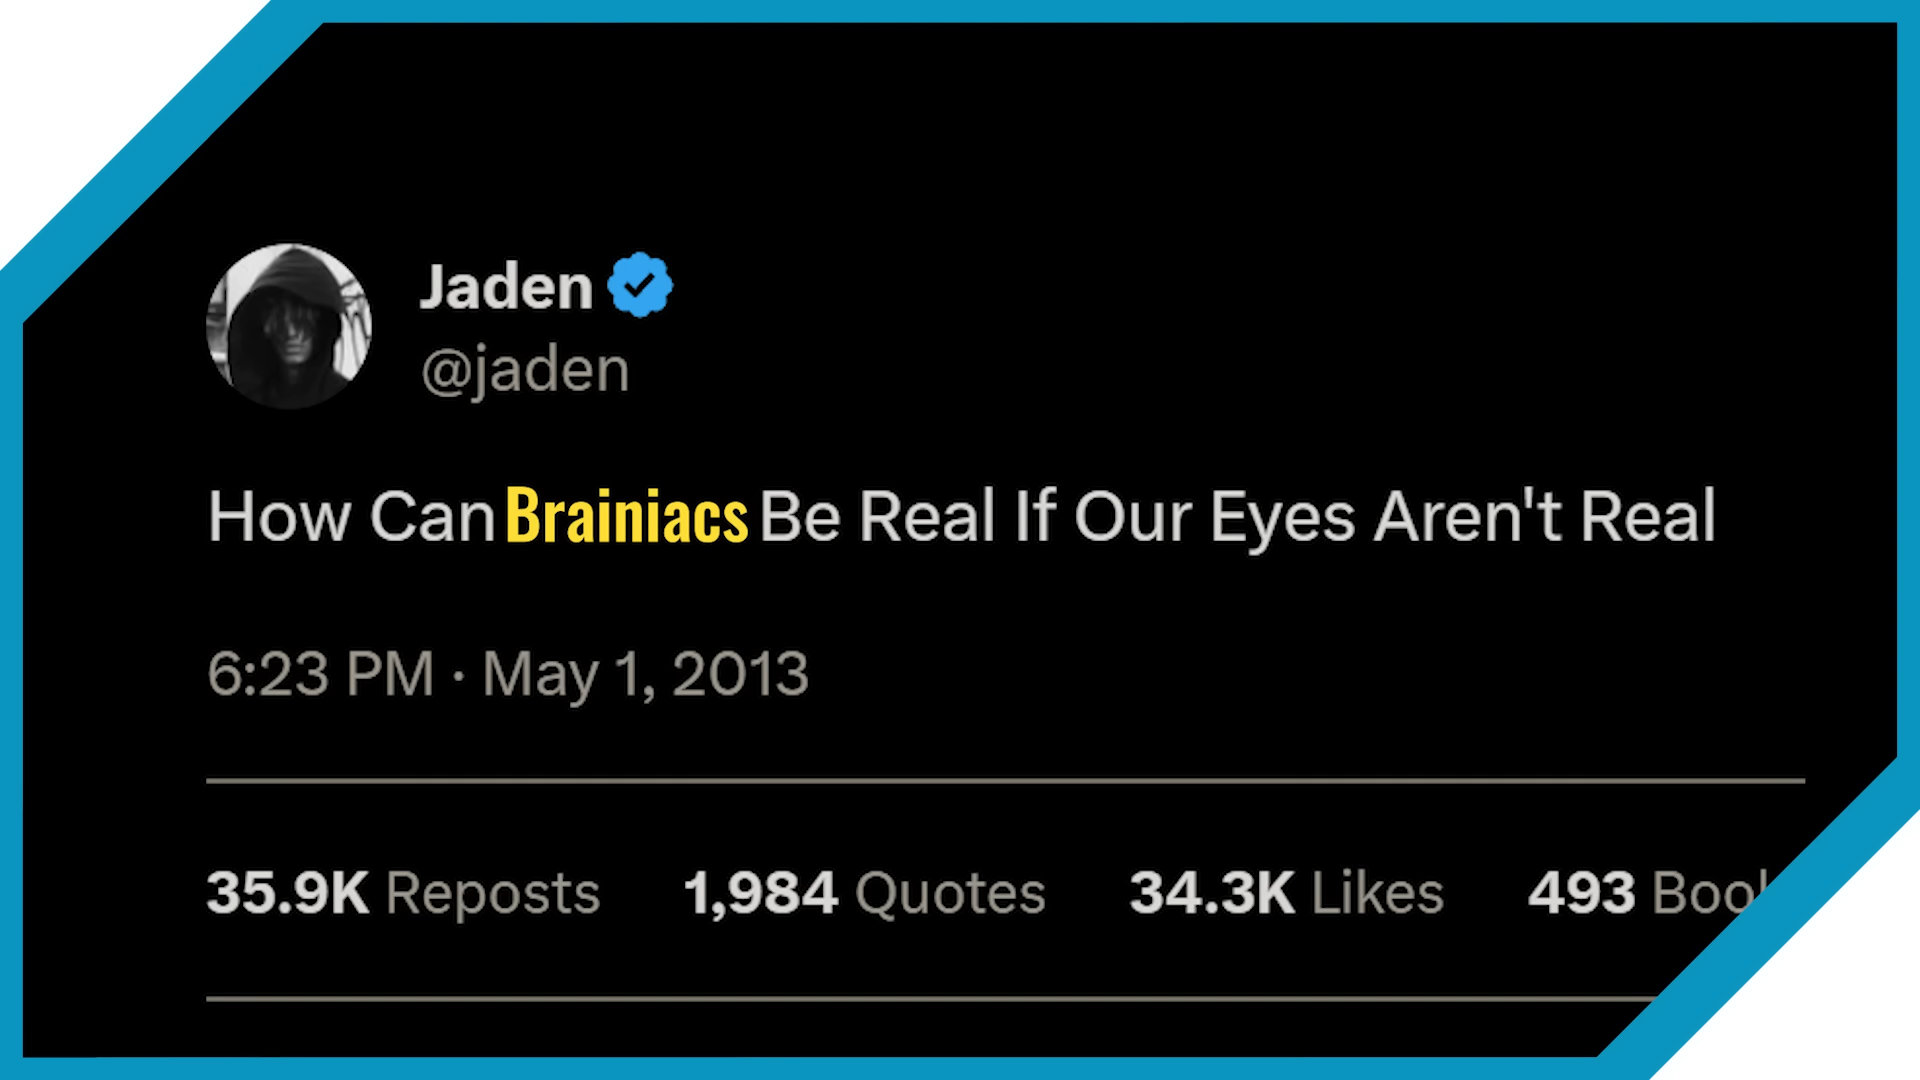 Jaden
@jaden
How Can Brainiacs Be Real If Our Eyes Aren't Real
6:23 PM · May 1, 2013
35.9K Reposts 1,984 Quotes 34.3K Likes 493 Boo